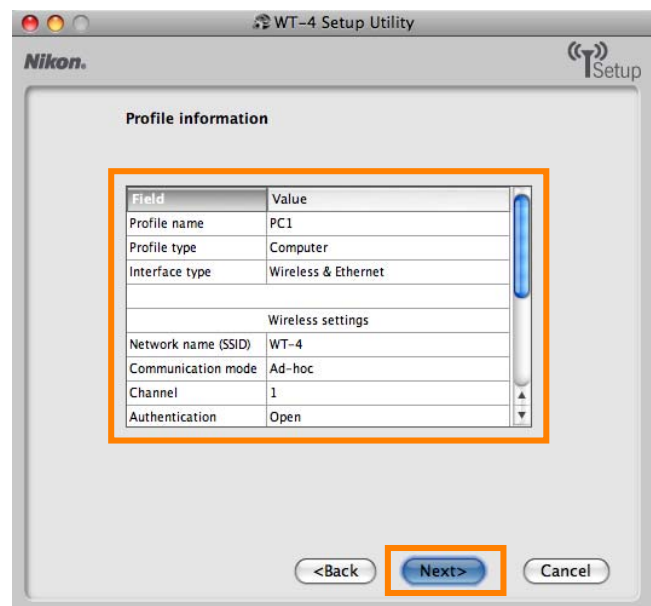 WT-4 Setup Utility
Nikon.
Setup
Profile information
Field Value
Profile name PC1
Profile type Computer
Interface type Wireless & Ethernet
Wireless settings
Network name (SSID) WT-4
Communication mode Ad-hoc
Channel 1
Authentication Open
<Back Next> Cancel